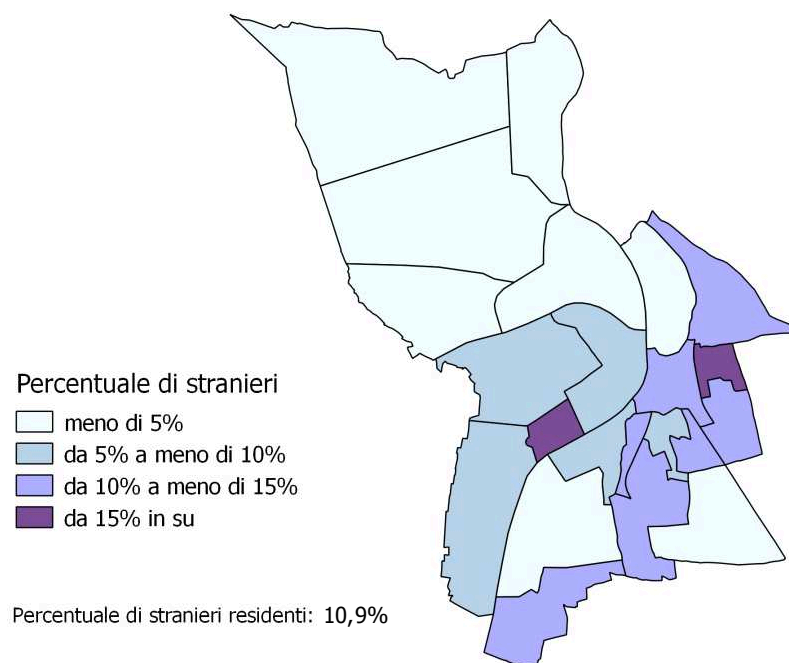 Percentuale di stranieri
meno di 5%
da 5% a meno di 10%
da 10% a meno di 15%
da 15% in su
Percentuale di stranieri residenti: 10,9%